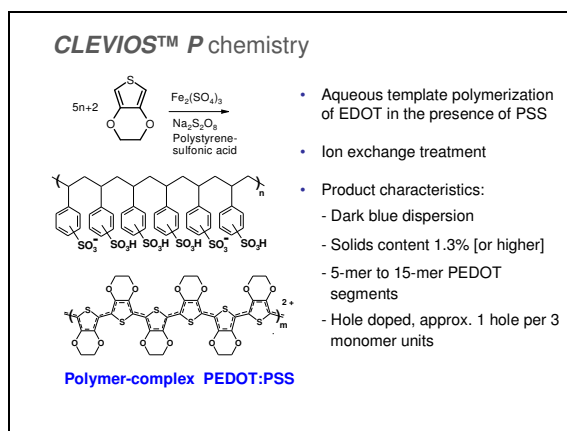 CLEVIOS™ P chemistry
S
5n+2
O
O
Fe2(SO4)3
Na2S2O8
Polystyrene-
sulfonic acid
n
SO3- SO3H SO3H SO3H SO3- SO3H
O O O O O O
S S S S S
2 +
m
O O O O
Polymer-complex PEDOT:PSS
• Aqueous template polymerization
of EDOT in the presence of PSS
• Ion exchange treatment
• Product characteristics:
- Dark blue dispersion
- Solids content 1.3% [or higher]
- 5-mer to 15-mer PEDOT
segments
- Hole doped, approx. 1 hole per 3
monomer units